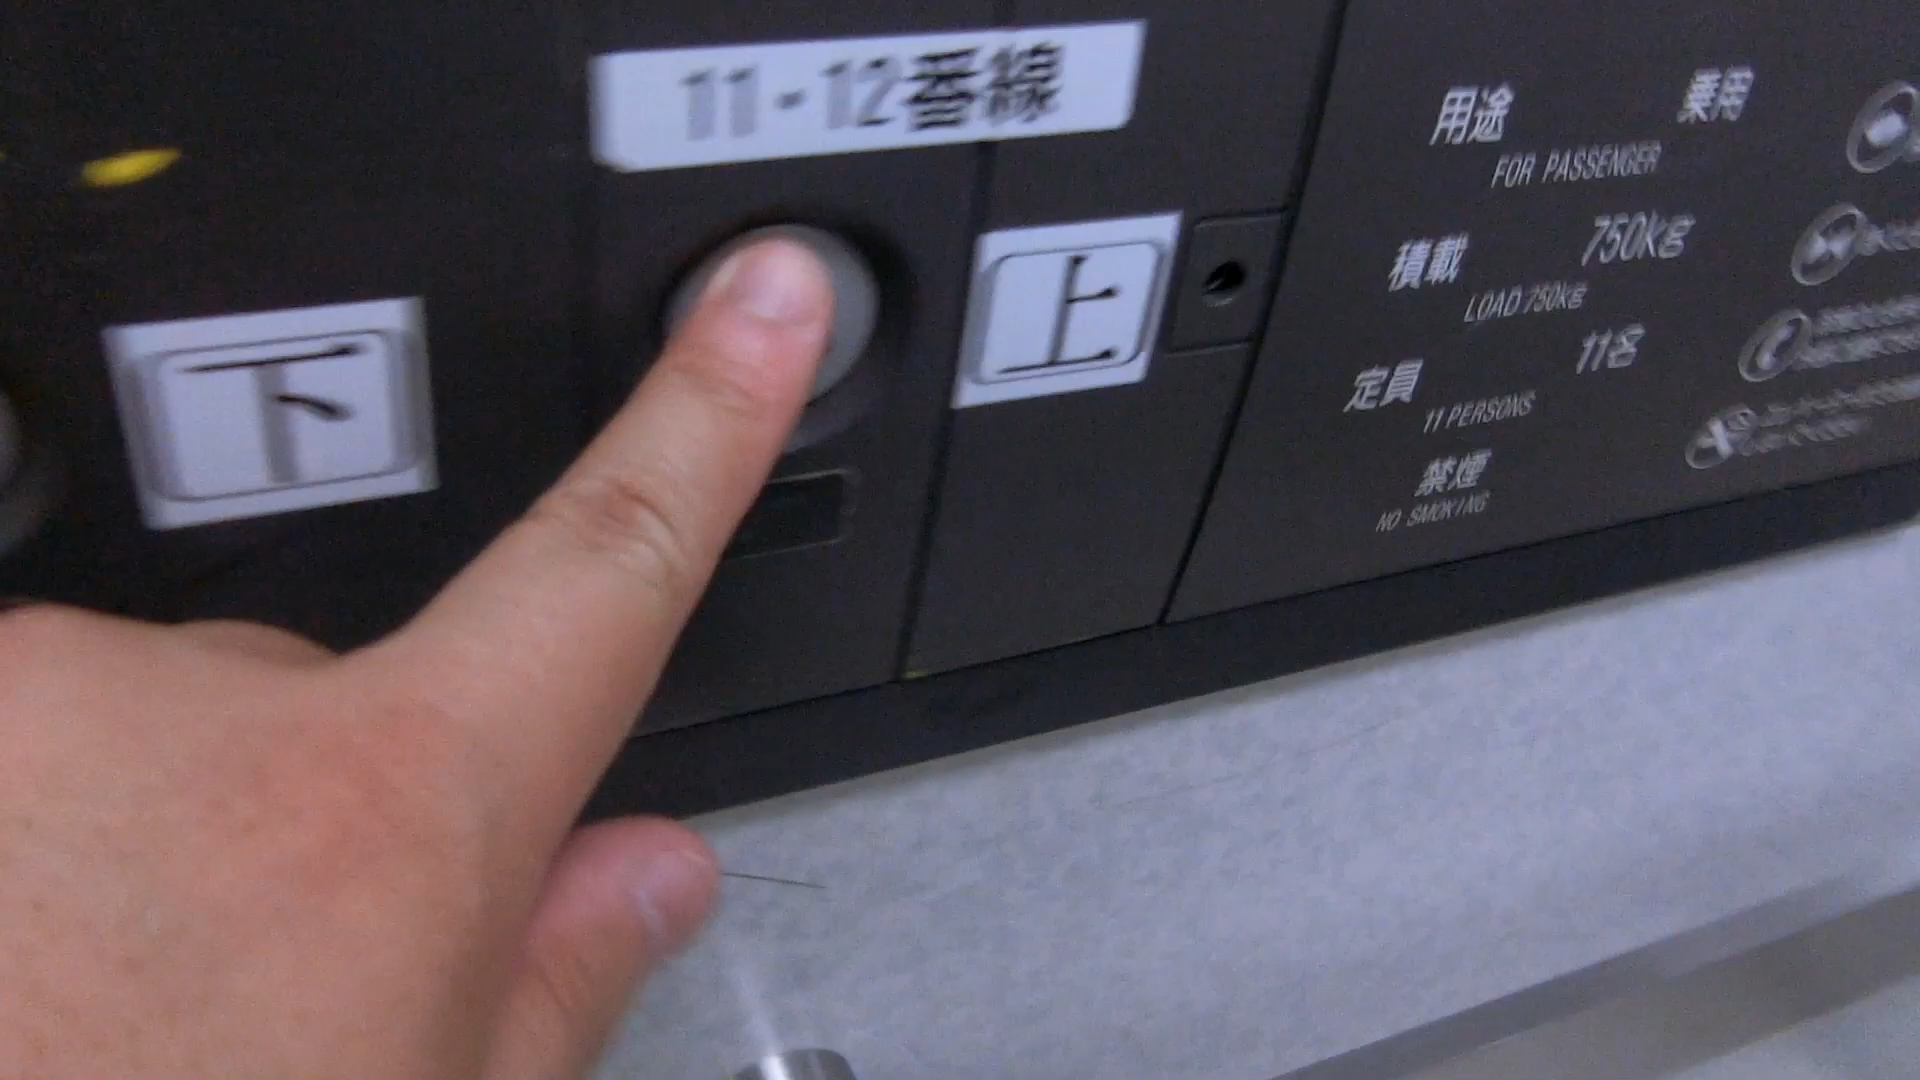 11-12番線
下
上
用途 乗用
FOR PASSENGER
積載 750kg
LOAD 750kg
定員 11名
11 PERSONS
禁煙
NO SMOKING